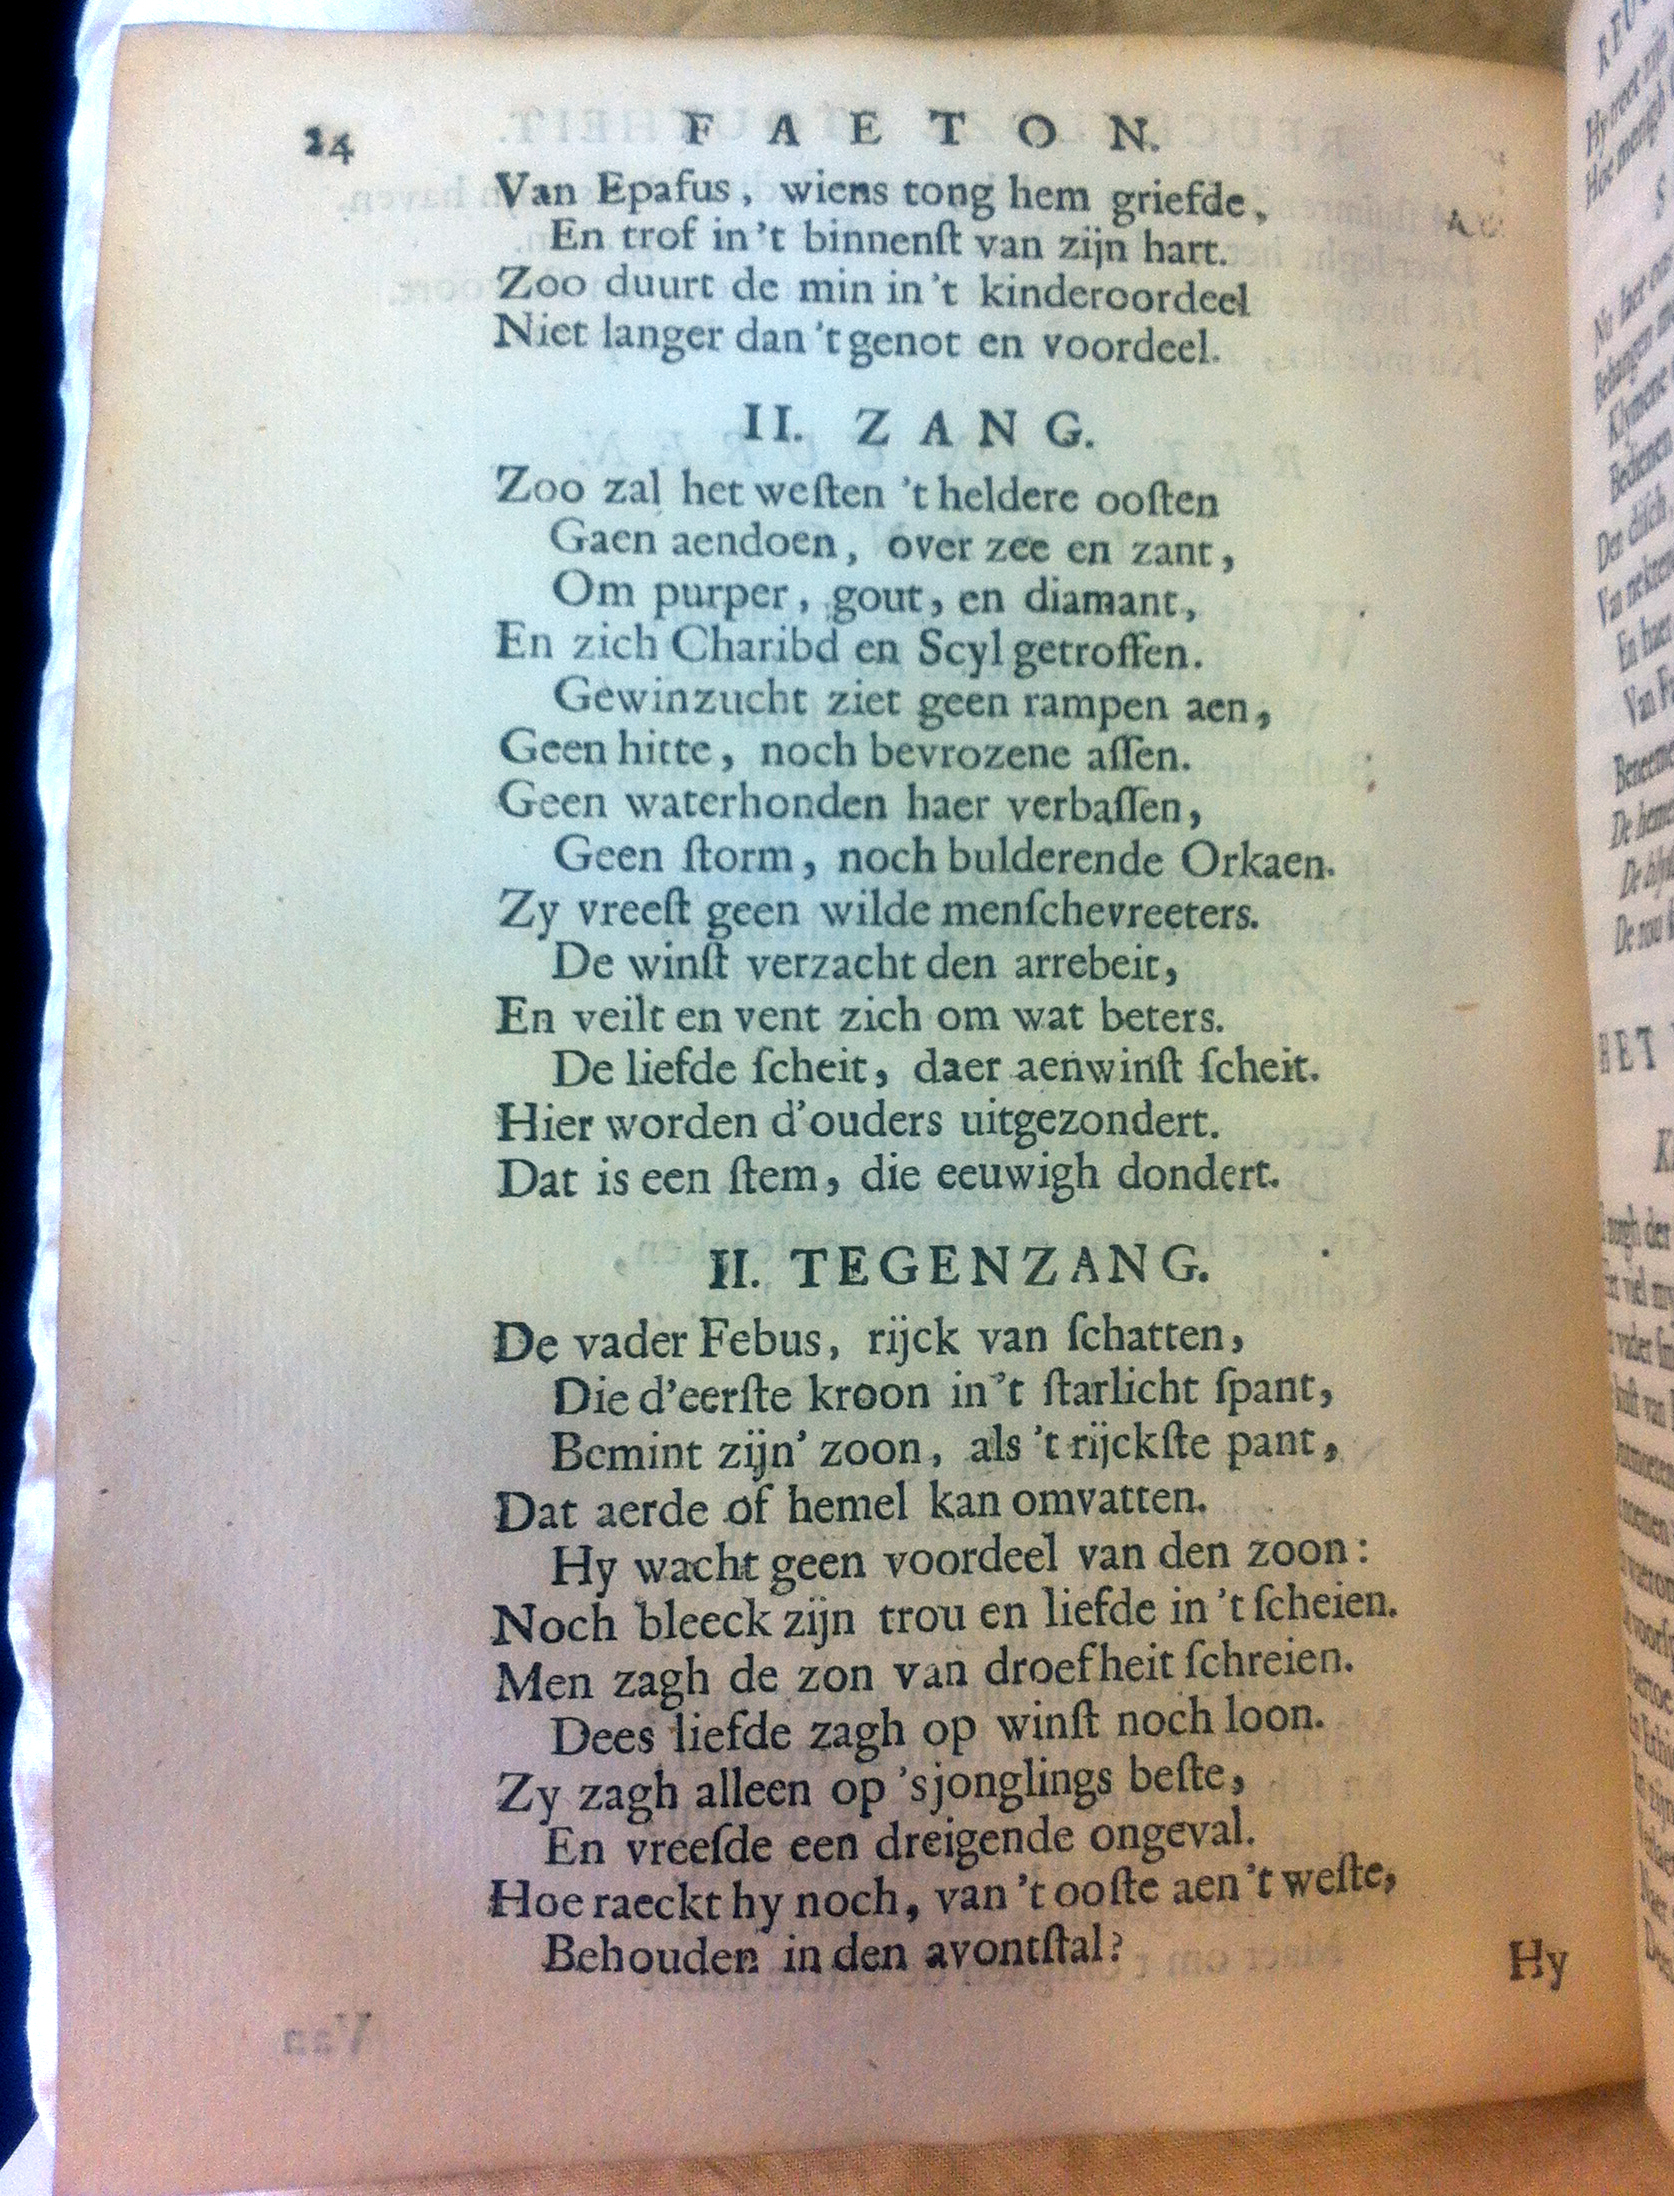 24 FAETON.
Van Epafus, wiens tong hem griefde,
En trof in't binnenſt van zijn hart.
Zoo duurt de min in't kinderoordeel
Niet langer dan 't genot en voordeel.
II. ZANG.
Zoo zal het weſten 't heldere ooſten
Gaen aendoen, over zee en zant,
Om purper, gout, en diamant,
En zich Charibd en Scyl getroffen.
Gewinzucht ziet geen rampen aen,
Geen hitte, noch bevrozene aſſen.
Geen waterhonden haer verbaſſen,
Geen ſtorm, noch bulderende Orkaen.
Zy vreeſt geen wilde menſchevreeters.
De winſt verzacht den arrebeit,
En veilt en vent zich om wat beters.
De liefde ſcheit, daer aenwinſt ſcheit.
Hier worden d'ouders uitgezondert.
Dat is een ſtem, die eeuwigh dondert.
II. TEGENZANG.
De vader Febus, rijck van ſchatten,
Die d'eerſte kroon in't ſtarlicht ſpant,
Bemint zijn' zoon, als 't rijckſte pant,
Dat aerde of hemel kan omvatten.
Hy wacht geen voordeel van den zoon:
Noch bleeck zijn trou en liefde in 't ſcheien.
Men zagh de zon van droefheit ſchreien.
Dees liefde zagh op winſt noch loon.
Zy zagh alleen op 'sjonglings beſte,
En vreeſde een dreigende ongeval.
Hoe raeckt hy noch, van 't ooſte aen 't weſte,
Behouden in den avontſtal?
Hy